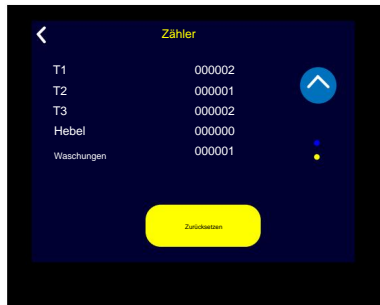 Zähler
T1 000002
T2 000001
T3 000002
Hebel 000000
Waschungen 000001
Zurücksetzen